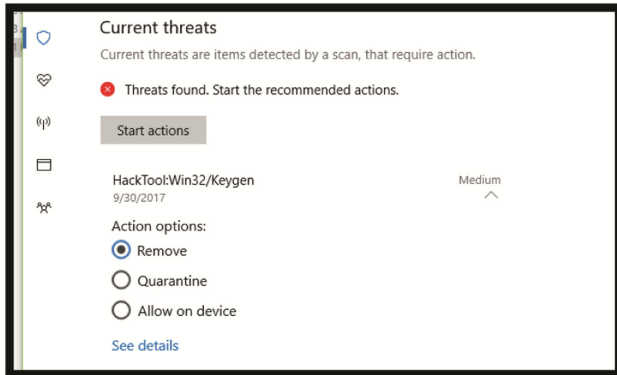 Current threats
Current threats are items detected by a scan, that require action.
Threats found. Start the recommended actions.
Start actions
HackTool:Win32/Keygen
Medium
9/30/2017
Action options:
Remove
Quarantine
Allow on device
See details